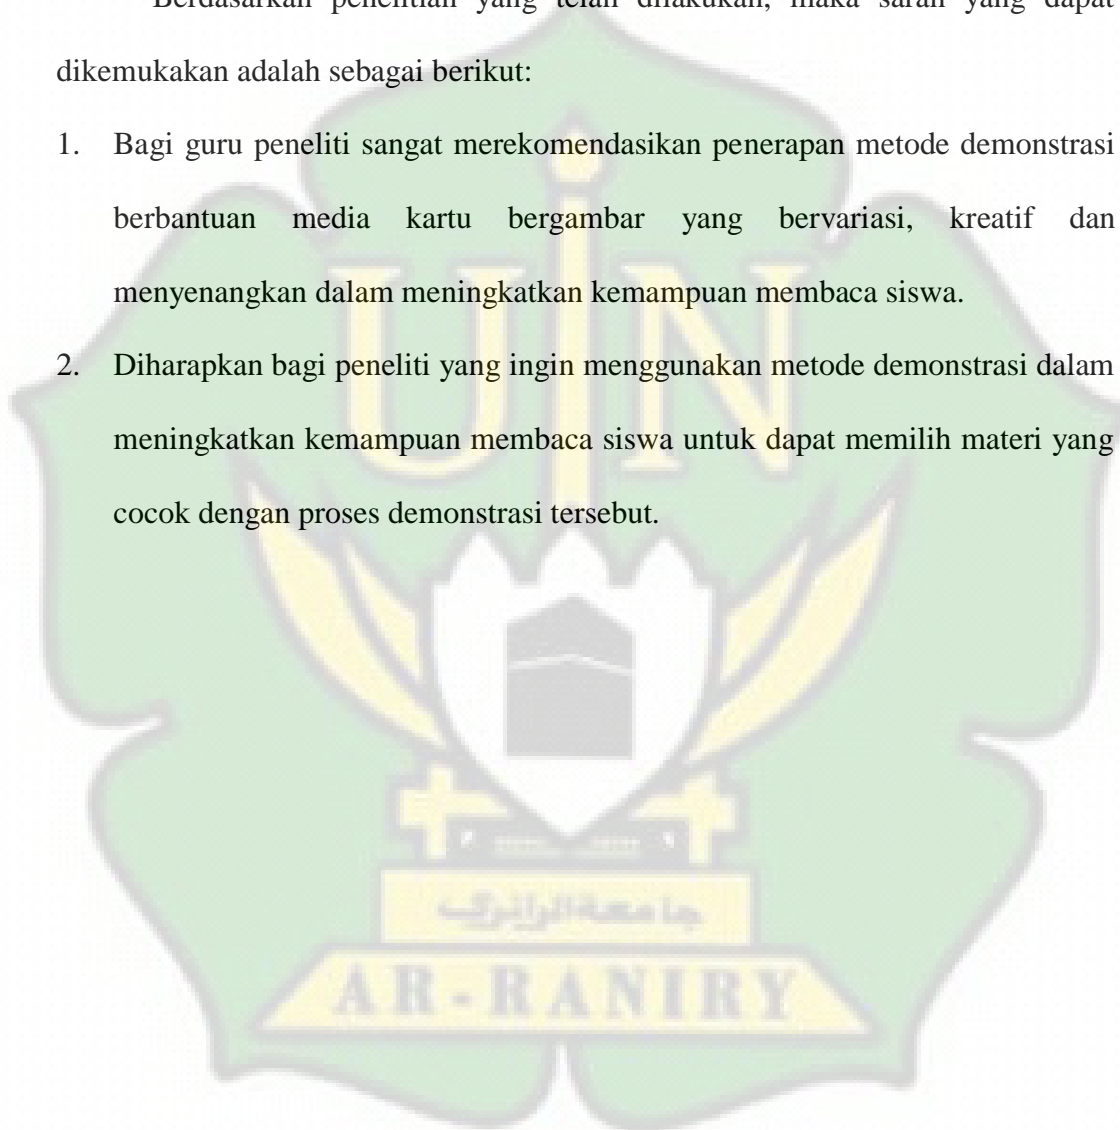 Berdasarkan penelitian yang telah dilakukan, maka saran yang dapat
dikemukakan adalah sebagai berikut:
1. Bagi guru peneliti sangat merekomendasikan penerapan metode demonstrasi
berbantuan media kartu bergambar yang bervariasi, kreatif dan
menyenangkan dalam meningkatkan kemampuan membaca siswa.
2. Diharapkan bagi peneliti yang ingin menggunakan metode demonstrasi dalam
meningkatkan kemampuan membaca siswa untuk dapat memilih materi yang
cocok dengan proses demonstrasi tersebut.
UIN
جامعة الرانري
AR-RANIRY